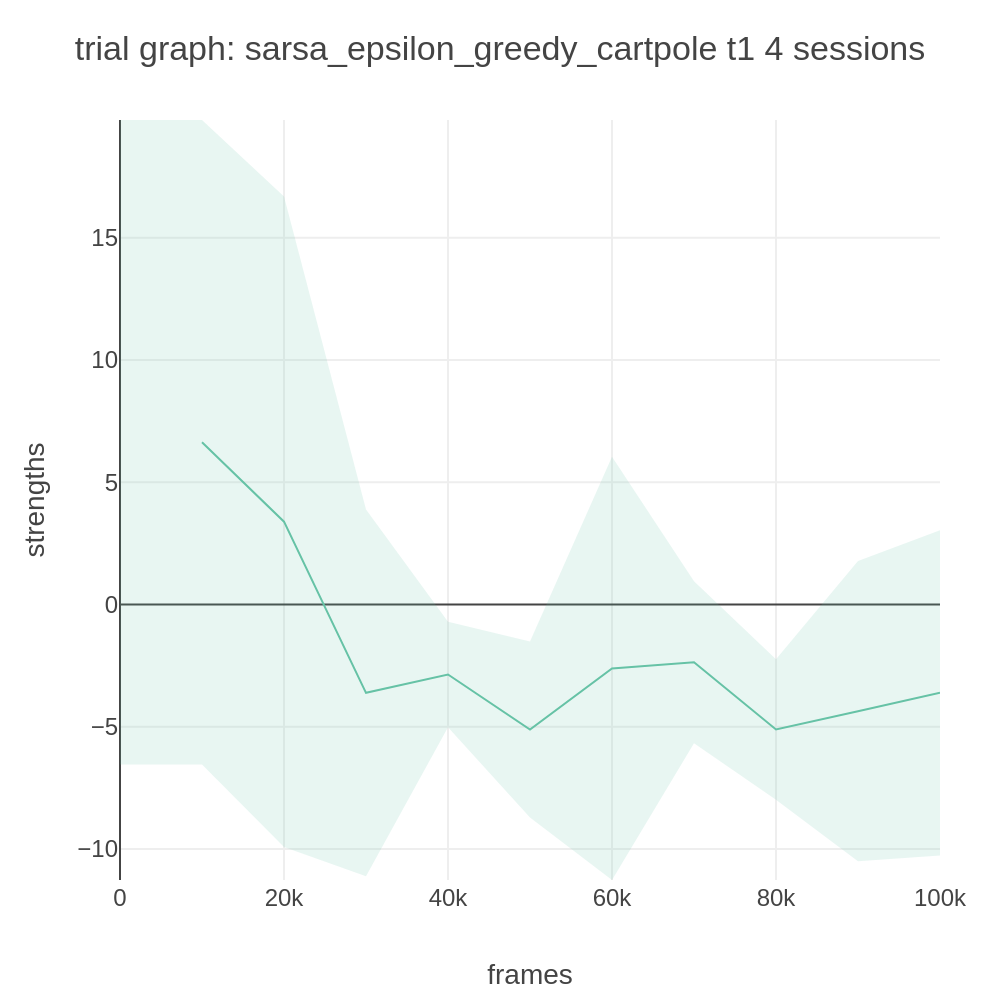 trial graph: sarsa_epsilon_greedy_cartpole t1 4 sessions
15
10
5
0
−5
−10
strengths
0
20k
40k
60k
80k
100k
frames